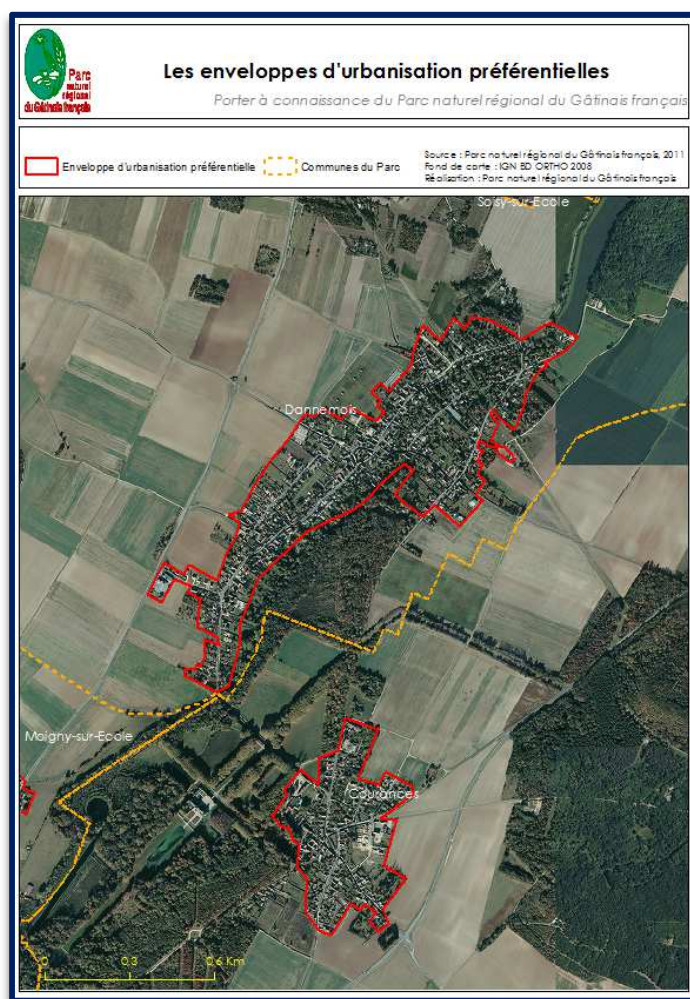 Parc
naturel
régional
du Gâtinais français
Les enveloppes d'urbanisation préférentielles
Porter à connaissance du Parc naturel régional du Gâtinais français
Enveloppe d'urbanisation préférentielle
Communes du Parc
Source : Parc naturel régional du Gâtinais français, 2011
Fond de carte : IGN BD ORTHO 2008
Réalisation : Parc naturel régional du Gâtinais français
Soisy-sur-Ecole
Dannemois
Moigny-sur-Ecole
Courances
0 0,3 0,6 Km